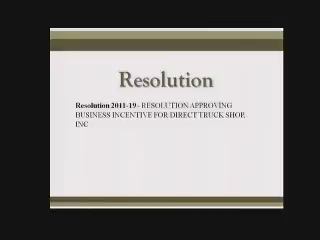 Resolution
Resolution 2011-19 - RESOLUTION APPROVING
BUSINESS INCENTIVE FOR DIRECT TRUCK SHOP,
INC